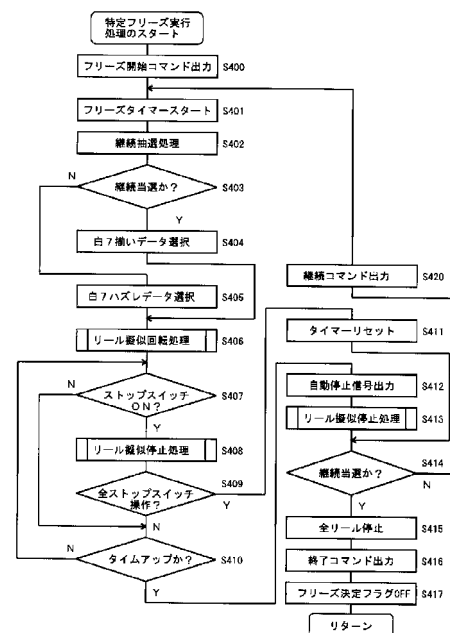 特定フリーズ実行
処理のスタート
フリーズ開始コマンド出力 S400
フリーズタイマースタート S401
継続抽選処理 S402
継続当選か？ S403
N
Y
白7揃いデータ選択 S404
白7ハズレデータ選択 S405
リール擬似回転処理 S406
ストップスイッチ
ON？ S407
N
Y
リール擬似停止処理 S408
全ストップスイッチ
操作？ S409
Y
N
タイムアップか？ S410
N
Y
継続コマンド出力 S420
タイマーリセット S411
自動停止信号出力 S412
リール擬似停止処理 S413
継続当選か？ S414
N
Y
全リール停止 S415
終了コマンド出力 S416
フリーズ決定フラグOFF S417
リターン